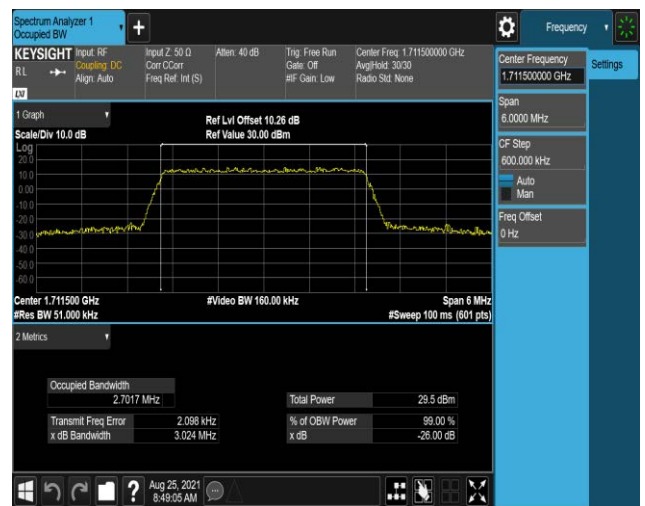 Spectrum Analyzer 1
Occupied BW
Frequency
KEYSIGHT
RL
LXI
Input: RF
Coupling: DC
Align: Auto
Input Z: 50 Ω
Corr CCorr
Freq Ref: Int (S)
Atten: 40 dB
Trig: Free Run
Gate: Off
#IF Gain: Low
Center Freq: 1.711500000 GHz
Avg|Hold: 30/30
Radio Std: None
Center Frequency
1.711500000 GHz
Settings
Span
6.0000 MHz
CF Step
600.000 kHz
Auto
Man
Freq Offset
0 Hz
1 Graph
Scale/Div 10.0 dB
Ref Lvl Offset 10.26 dB
Ref Value 30.00 dBm
Log
20.0
10.0
0.00
-10.0
-20.0
-30.0
-40.0
-50.0
-60.0
Center 1.711500 GHz
#Video BW 160.00 kHz
Span 6 MHz
#Res BW 51.000 kHz
#Sweep 100 ms (601 pts)
2 Metrics
Occupied Bandwidth
2.7017 MHz
Total Power 29.5 dBm
Transmit Freq Error 2.098 kHz
% of OBW Power 99.00 %
x dB Bandwidth 3.024 MHz
x dB -26.00 dB
?
Aug 25, 2021
8:49:05 AM